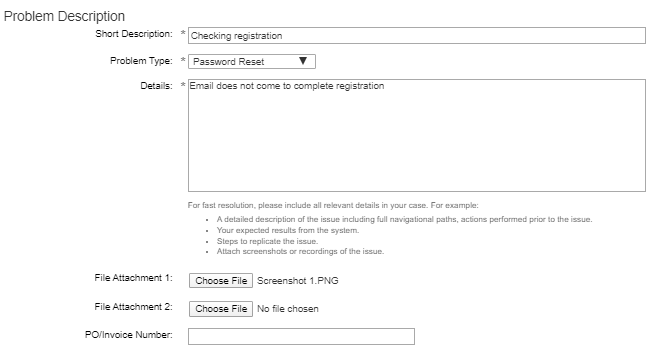 Problem Description
Short Description: * Checking registration
Problem Type: * Password Reset ▼
Details: * Email does not come to complete registration
For fast resolution, please include all relevant details in your case. For example:
• A detailed description of the issue including full navigational paths, actions performed prior to the issue.
• Your expected results from the system.
• Steps to replicate the issue.
• Attach screenshots or recordings of the issue.
File Attachment 1: Choose File Screenshot 1.PNG
File Attachment 2: Choose File No file chosen
PO/Invoice Number: